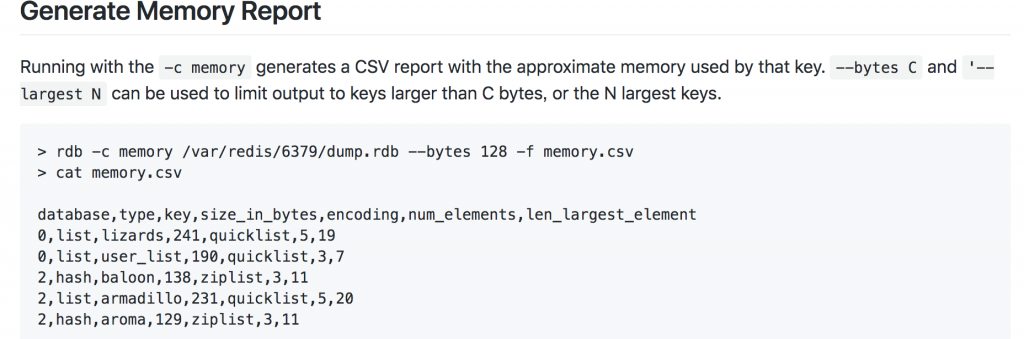 Generate Memory Report
Running with the -c memory generates a CSV report with the approximate memory used by that key. --bytes C and '--
largest N can be used to limit output to keys larger than C bytes, or the N largest keys.
> rdb -c memory /var/redis/6379/dump.rdb --bytes 128 -f memory.csv
> cat memory.csv
database,type,key,size_in_bytes,encoding,num_elements,len_largest_element
0,list,lizards,241,quicklist,5,19
0,list,user_list,190,quicklist,3,7
2,hash,baloon,138,ziplist,3,11
2,list,armadillo,231,quicklist,5,20
2,hash,aroma,129,ziplist,3,11